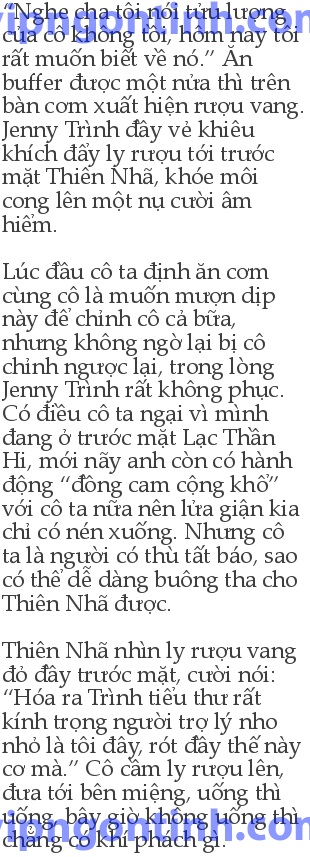 “Nghe cha tôi nói tửu lượng
của cô không tồi, hôm nay tôi
rất muốn biết về nó.” Ăn
buffer được một nửa thì trên
bàn cơm xuất hiện rượu vang.
Jenny Trình đầy vẻ khiêu
khích đẩy ly rượu tới trước
mặt Thiên Nhã, khóe môi
cong lên một nụ cười âm
hiểm.
Lúc đầu cô ta định ăn cơm
cùng cô là muốn mượn dịp
này để chỉnh cô cả bữa,
nhưng không ngờ lại bị cô
chỉnh ngược lại, trong lòng
Jenny Trình rất không phục.
Có điều cô ta ngại vì mình
đang ở trước mặt Lạc Thần
Hi, mới nãy anh còn có hành
động “đồng cam cộng khổ”
với cô ta nữa nên lửa giận kia
chỉ có nén xuống. Nhưng cô
ta là người có thù tất báo, sao
có thể dễ dàng buông tha cho
Thiên Nhã được.
Thiên Nhã nhìn ly rượu vang
đỏ đầy trước mặt, cười nói:
“Hóa ra Trình tiểu thư rất
kính trọng người trợ lý nho
nhỏ là tôi đây, rót đầy thế này
cơ mà.” Cô cầm ly rượu lên,
đưa tới bên miệng, uống thì
uống, bây giờ không uống thì
chẳng có khí phách gì.
vipngontinh.com
vipngontinh.com